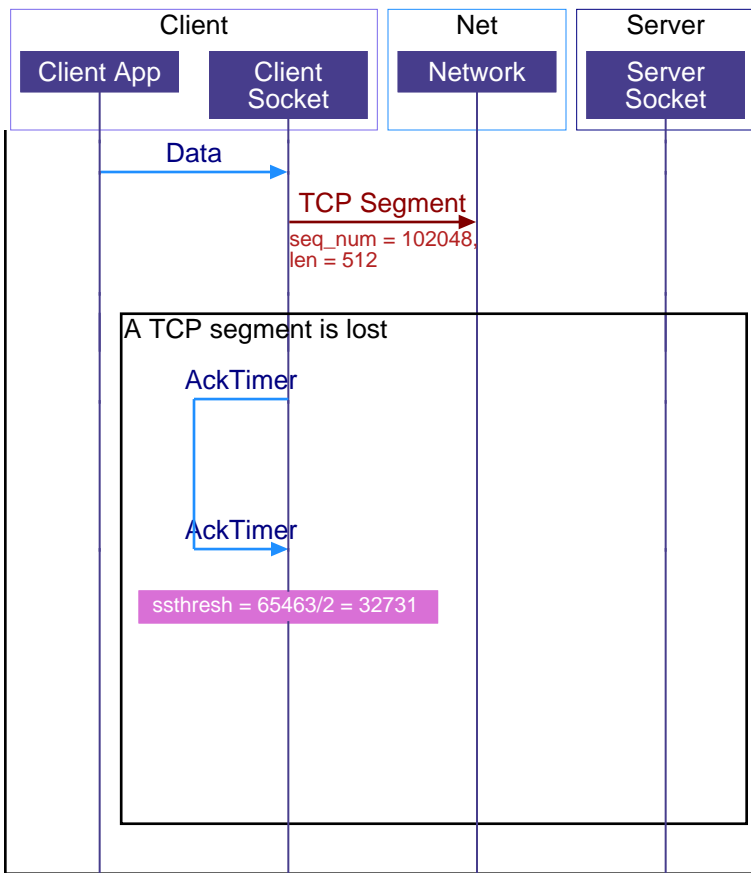 Client
Net
Server
Client App
Client
Socket
Network
Server
Socket
Data
TCP Segment
seq_num = 102048,
len = 512
A TCP segment is lost
AckTimer
AckTimer
ssthresh = 65463/2 = 32731